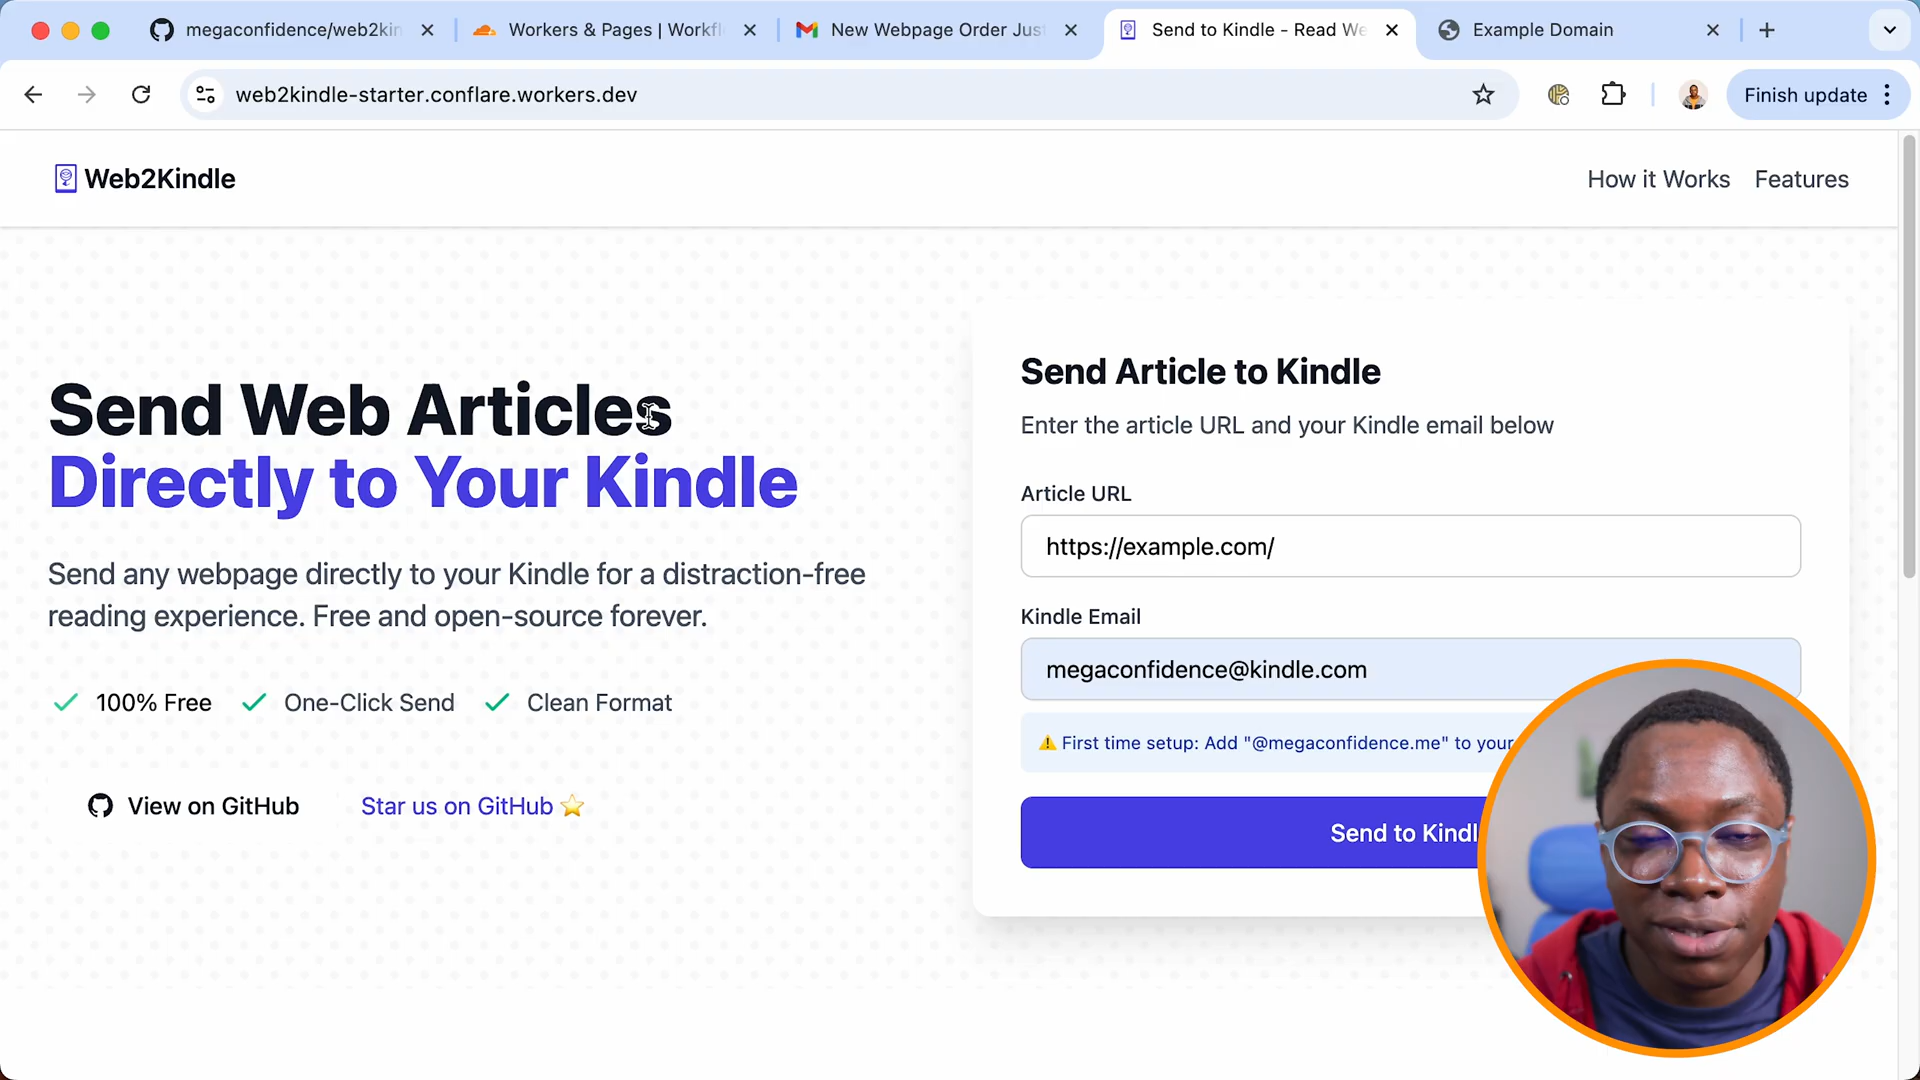 megaconfidence/web2kin
Workers & Pages | Workfl
New Webpage Order Just
Send to Kindle - Read We
Example Domain
web2kindle-starter.conflare.workers.dev
Finish update
Web2Kindle
How it Works
Features
Send Web Articles
Directly to Your Kindle
Send any webpage directly to your Kindle for a distraction-free
reading experience. Free and open-source forever.
100% Free
One-Click Send
Clean Format
View on GitHub
Star us on GitHub ⭐
Send Article to Kindle
Enter the article URL and your Kindle email below
Article URL
https://example.com/
Kindle Email
megaconfidence@kindle.com
⚠️ First time setup: Add "@megaconfidence.me" to your
Send to Kindl